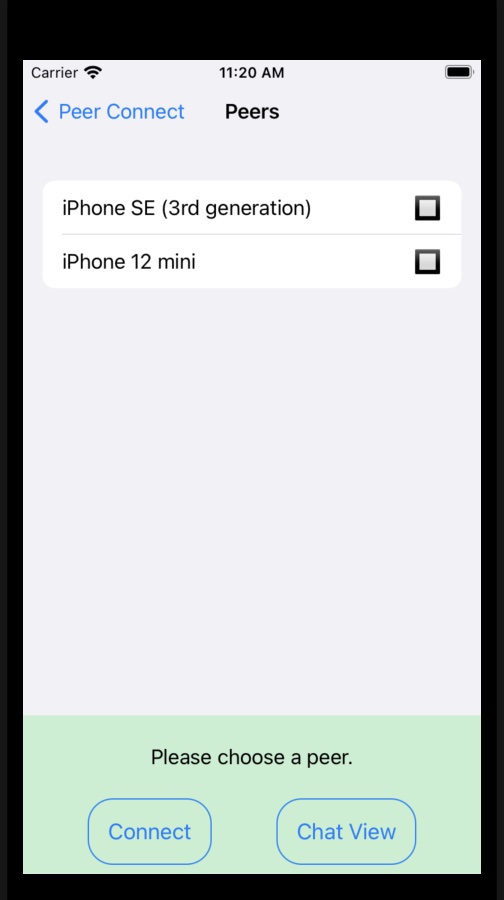 Carrier 11:20 AM
Peer Connect Peers
iPhone SE (3rd generation)
iPhone 12 mini
Please choose a peer.
Connect Chat View